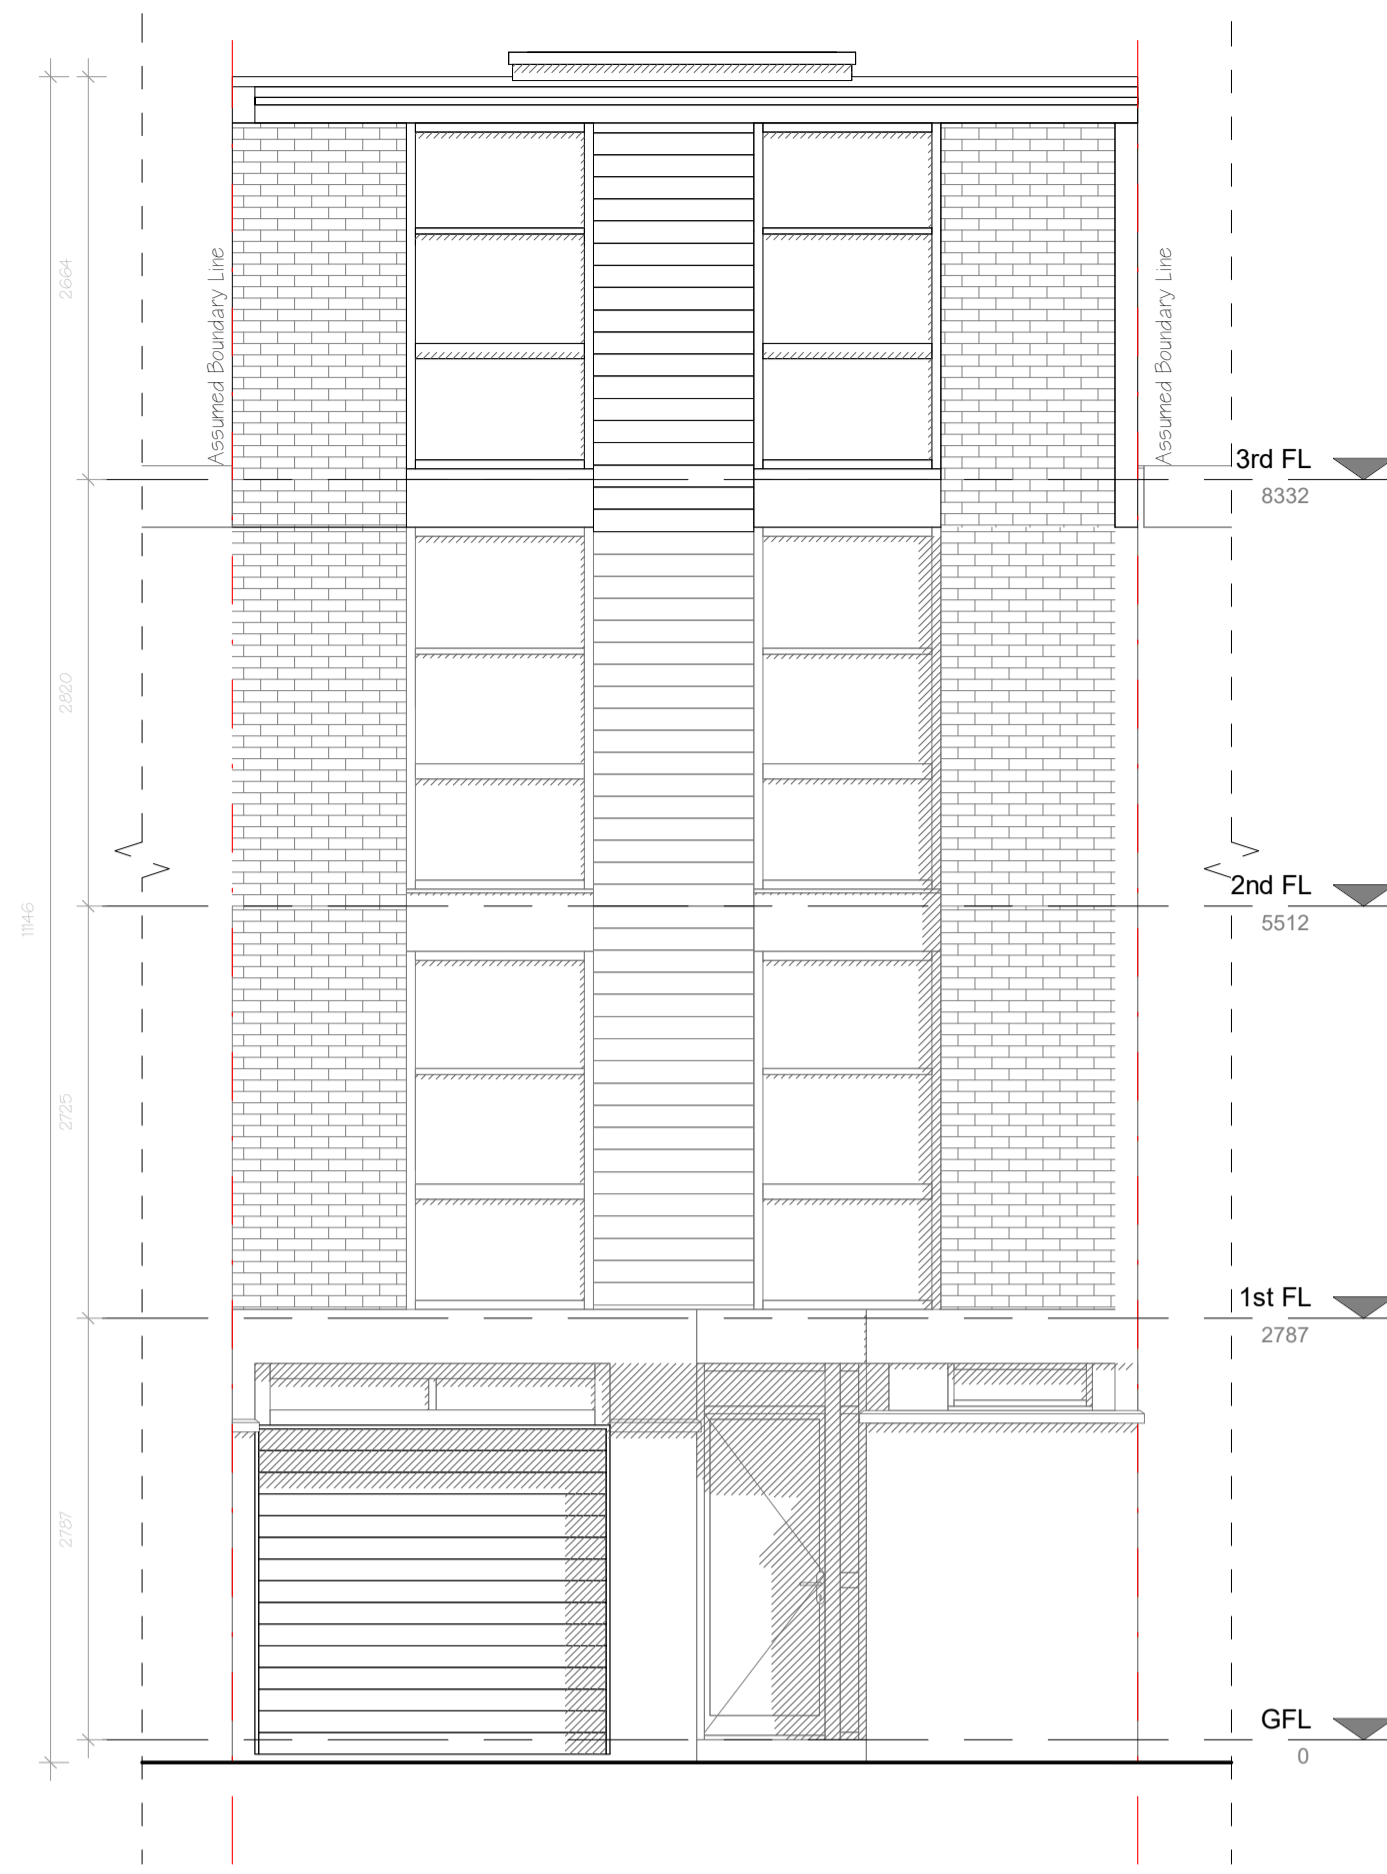 2664
Assumed Boundary Line
Assumed Boundary Line
3rd FL
8332
2820
2nd FL
5512
11146
2725
1st FL
2787
2787
GFL
0